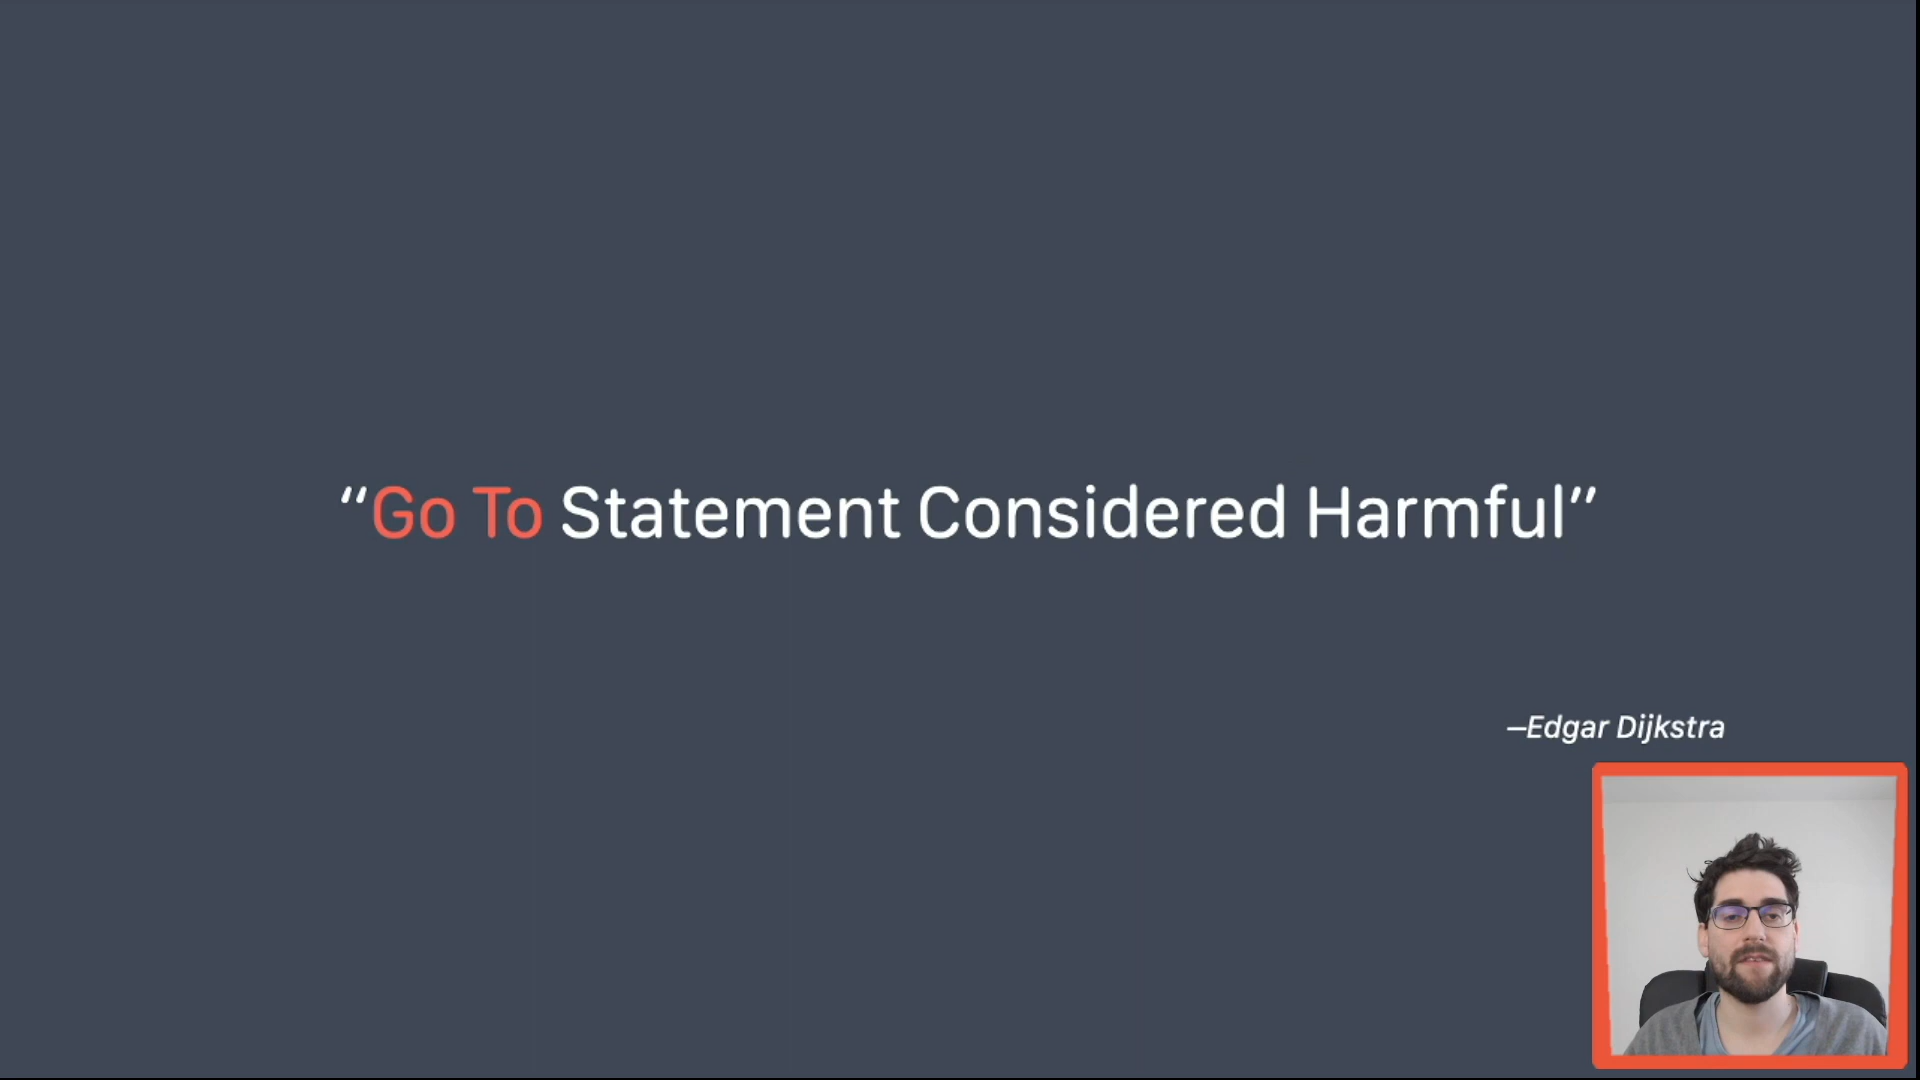 “Go To Statement Considered Harmful”
—Edgar Dijkstra